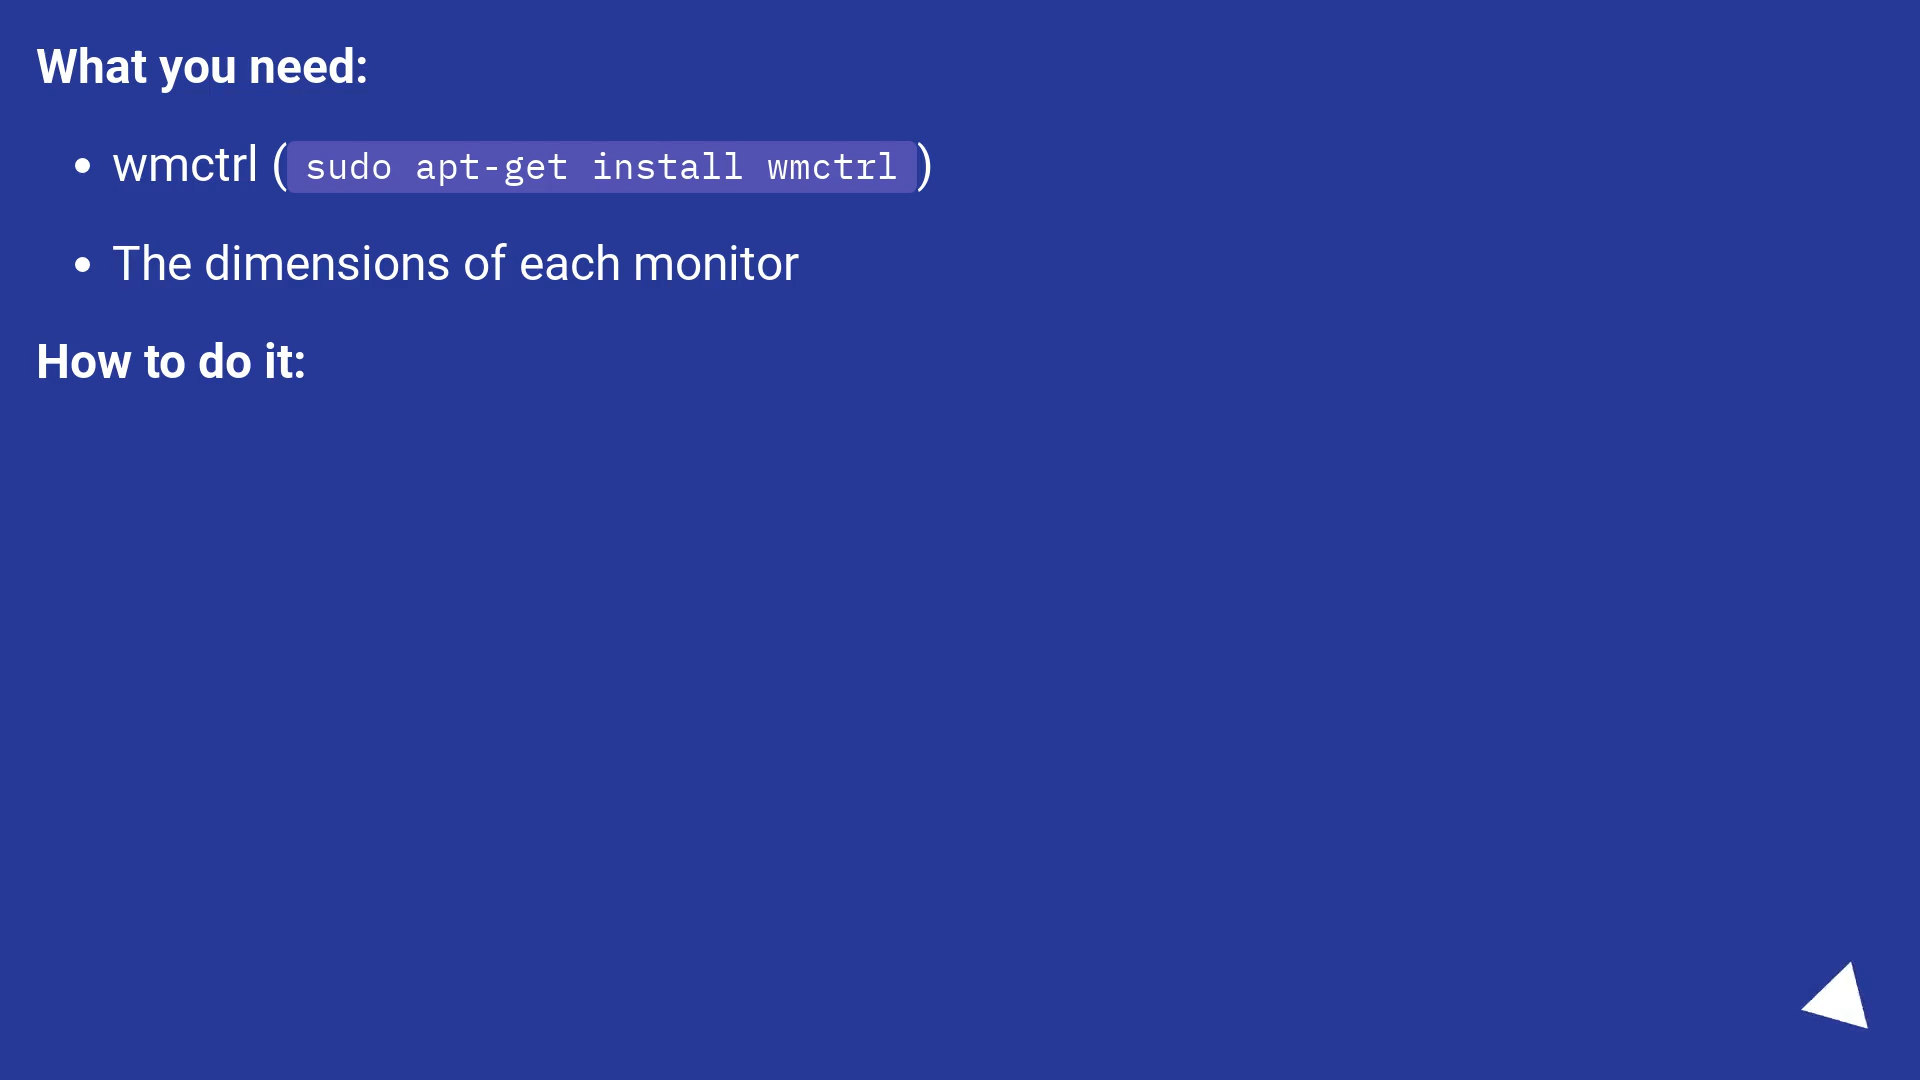 What you need:
• wmctrl ( sudo apt-get install wmctrl )
• The dimensions of each monitor
How to do it: